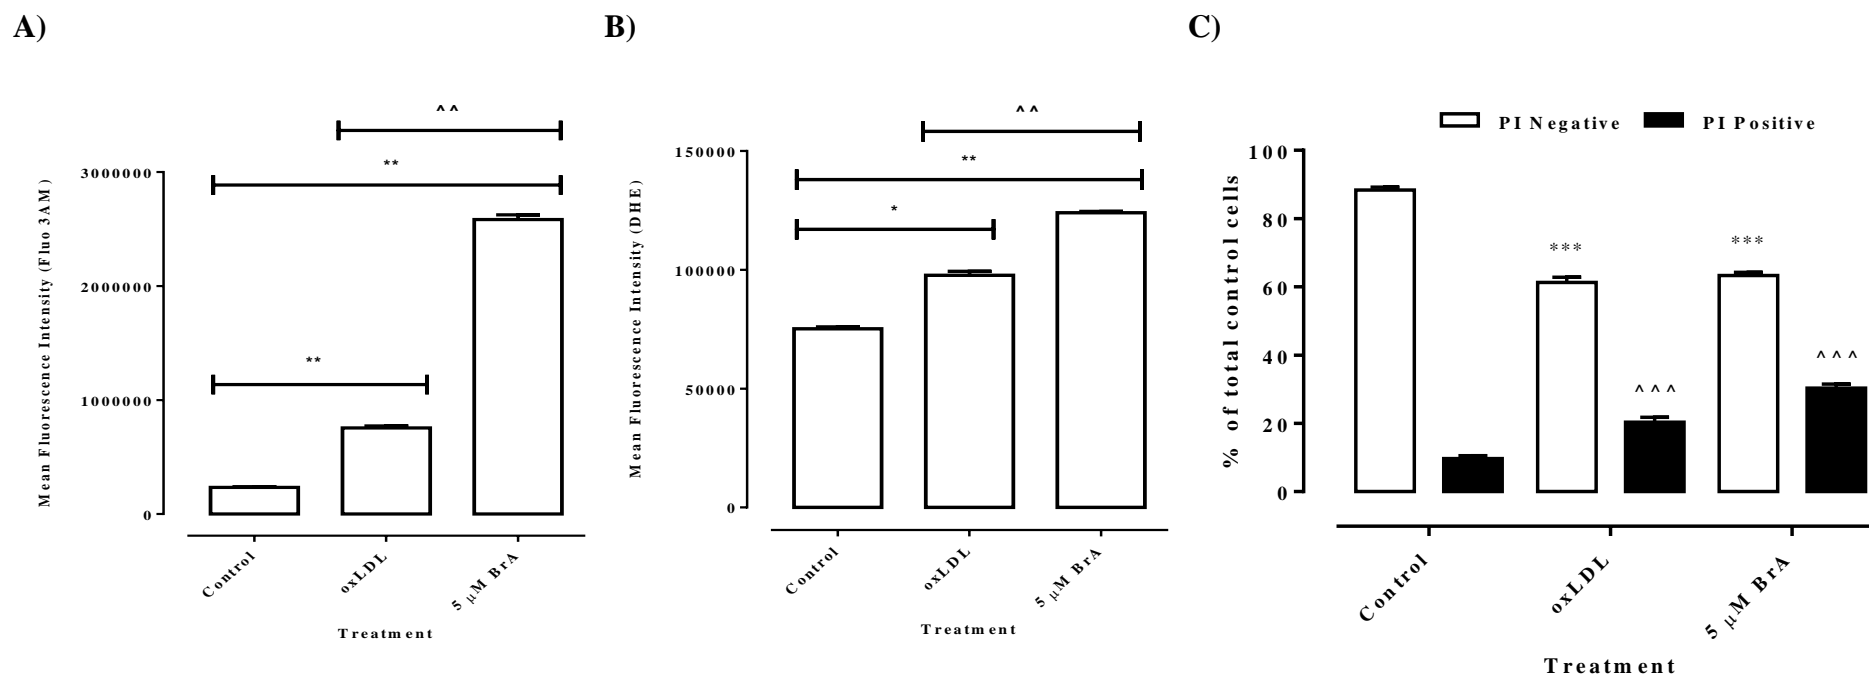 A)
^ ^
**
**
3000000
2000000
1000000
0
Mean Fluorescence Intensity (Fluo 3AM)
Control
oxLDL
5 μM BrA
Treatment
B)
^ ^
**
*
150000
100000
50000
0
Mean Fluorescence Intensity (DHE)
Control
oxLDL
5 μM BrA
Treatment
C)
PI Negative PI Positive
100
80
60
40
20
0
% of total control cells
***
***
^ ^ ^
^ ^ ^
Control
oxLDL
5 μM BrA
Treatment